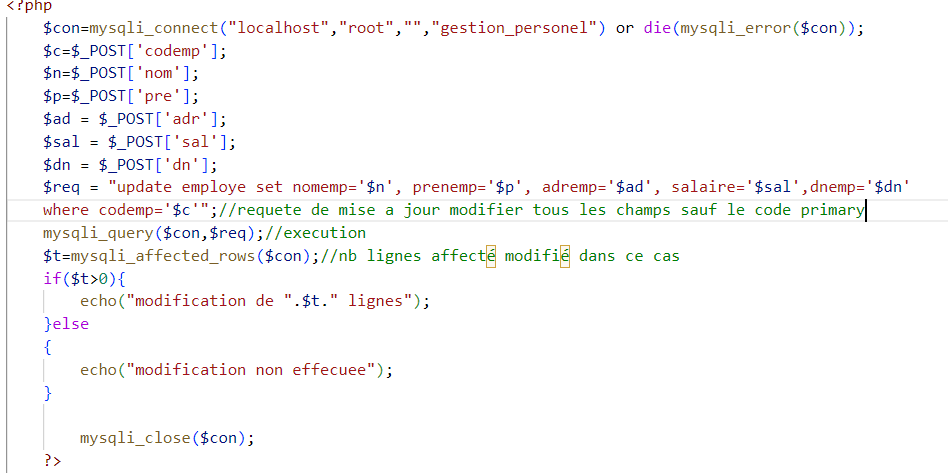 <?php
$con=mysqli_connect("localhost","root","","gestion_personel") or die(mysqli_error($con));
$c=$_POST['codemp'];
$n=$_POST['nom'];
$p=$_POST['pre'];
$ad = $_POST['adr'];
$sal = $_POST['sal'];
$dn = $_POST['dn'];
$req = "update employe set nomemp='$n', prenemp='$p', adremp='$ad', salaire='$sal',dnemp='$dn'
where codemp='$c'";//requete de mise a jour modifier tous les champs sauf le code primary
mysqli_query($con,$req);//execution
$t=mysqli_affected_rows($con);//nb lignes affecté modifié dans ce cas
if($t>0){
echo("modification de ".$t." lignes");
}else
{
echo("modification non effecuee");
}
mysqli_close($con);
?>